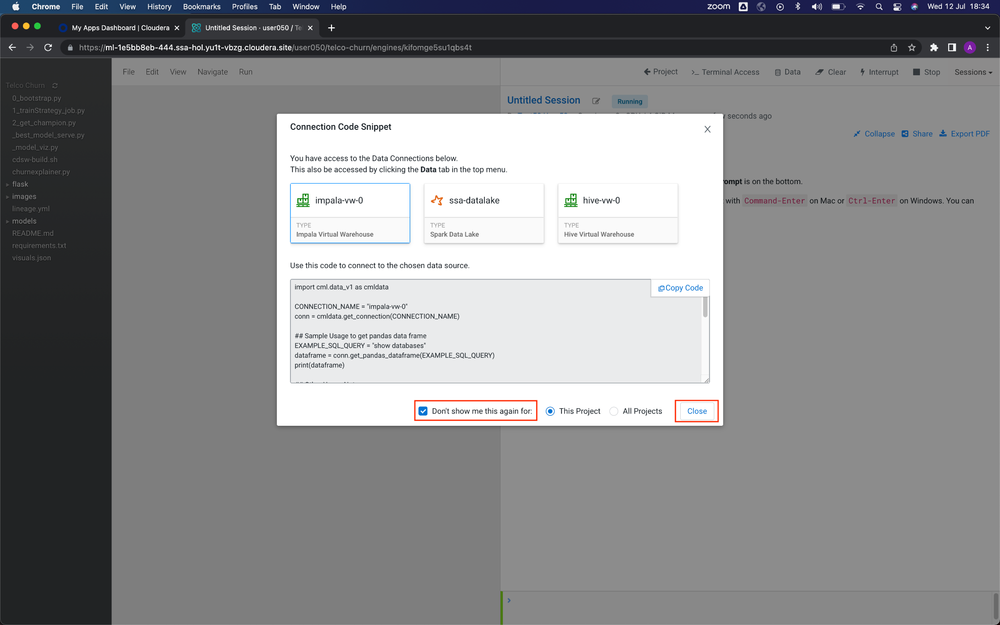 Chrome File Edit View History Bookmarks Profiles Tab Window Help
zoom Wed 12 Jul 18:34
My Apps Dashboard | Cloudera
Untitled Session · user050 / Te
https://ml-1e5bb8eb-444.ssa-hol.yu1t-vbzg.cloudera.site/user050/telco-churn/engines/kifomge5su1qbs4t
A
File Edit View Navigate Run
Project Terminal Access Data Clear Interrupt Stop Sessions
Telco Churn
0_bootstrap.py
1_trainStrategy_job.py
2_get_champion.py
_best_model_serve.py
_model_viz.py
cdsw-build.sh
churnexplainer.py
flask
images
lineage.yml
models
README.md
requirements.txt
visuals.json
Untitled Session
Running
seconds ago
Collapse Share Export PDF
ompt is on the bottom.
with Command-Enter on Mac or Ctrl-Enter on Windows. You can
Connection Code Snippet
You have access to the Data Connections below.
This also be accessed by clicking the Data tab in the top menu.
impala-vw-0
TYPE
Impala Virtual Warehouse
ssa-datalake
TYPE
Spark Data Lake
hive-vw-0
TYPE
Hive Virtual Warehouse
Use this code to connect to the chosen data source.
Copy Code
import cml.data_v1 as cmldata
CONNECTION_NAME = "impala-vw-0"
conn = cmldata.get_connection(CONNECTION_NAME)
## Sample Usage to get pandas data frame
EXAMPLE_SQL_QUERY = "show databases"
dataframe = conn.get_pandas_dataframe(EXAMPLE_SQL_QUERY)
print(dataframe)
Don't show me this again for: This Project All Projects Close